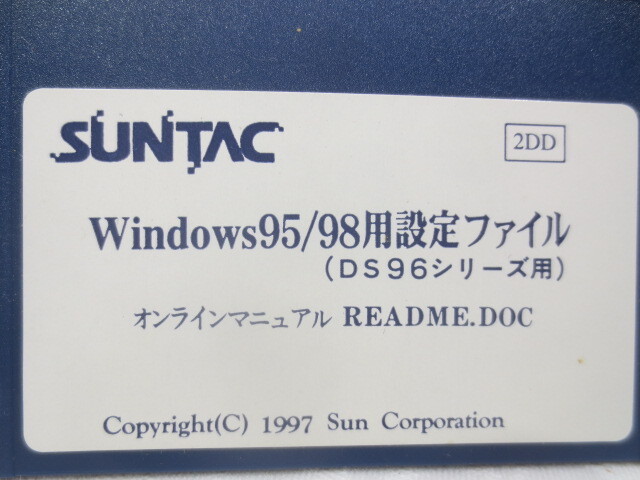 SUNTAC
2DD
Windows95/98用設定ファイル
(DS96シリーズ用)
オンラインマニュアル README.DOC
Copyright(C) 1997 Sun Corporation